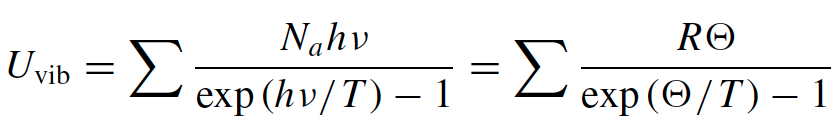 U_vib = ∑ N_a hν / (exp (hν/T) − 1) = ∑ RΘ / (exp (Θ/T) − 1)